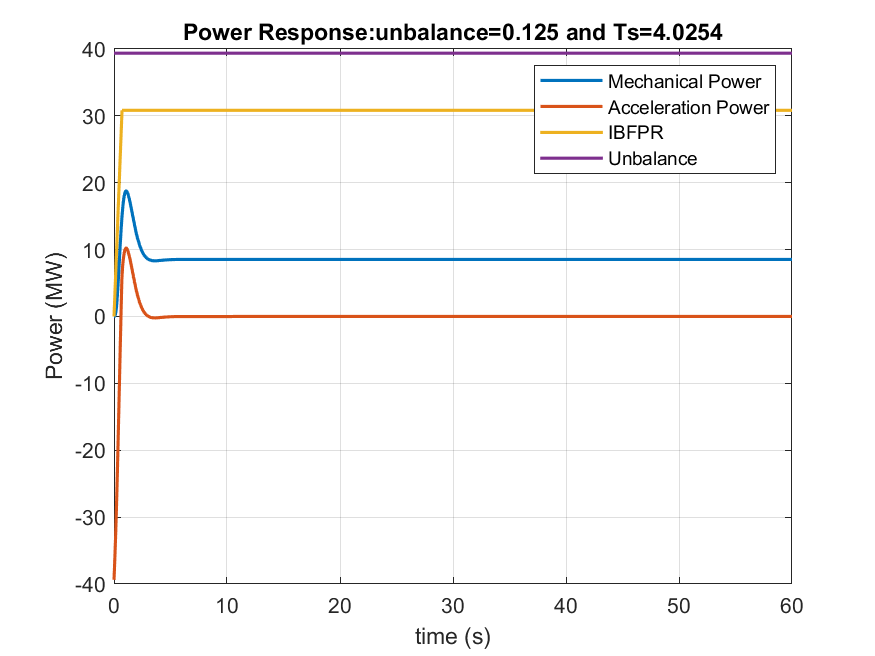 Power Response:unbalance=0.125 and Ts=4.0254
40
30
20
10
0
-10
-20
-30
-40
Power (MW)
Mechanical Power
Acceleration Power
IBFPR
Unbalance
0 10 20 30 40 50 60
time (s)